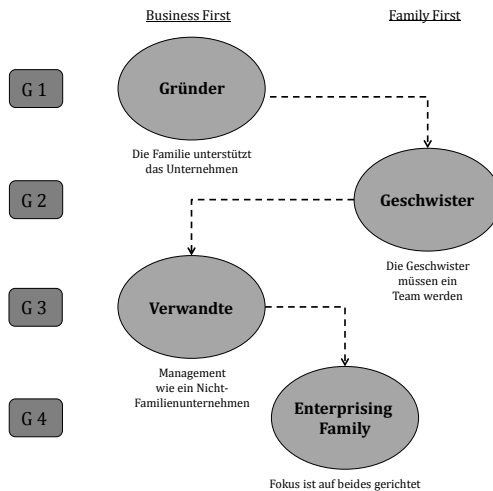 Business First
Family First
G 1
Gründer
Die Familie unterstützt
das Unternehmen
G 2
Geschwister
Die Geschwister
müssen ein
Team werden
G 3
Verwandte
Management
wie ein Nicht-
Familienunternehmen
G 4
Enterprising
Family
Fokus ist auf beides gerichtet